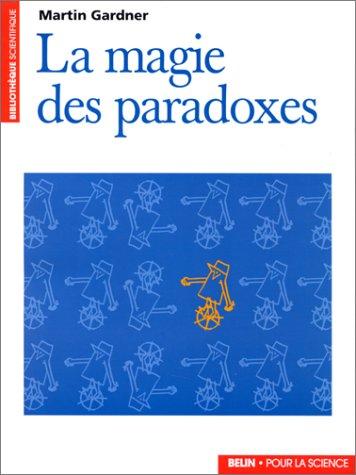 Martin Gardner
La magie
des paradoxes
BIBLIOTHÈQUE SCIENTIFIQUE
BELIN • POUR LA SCIENCE